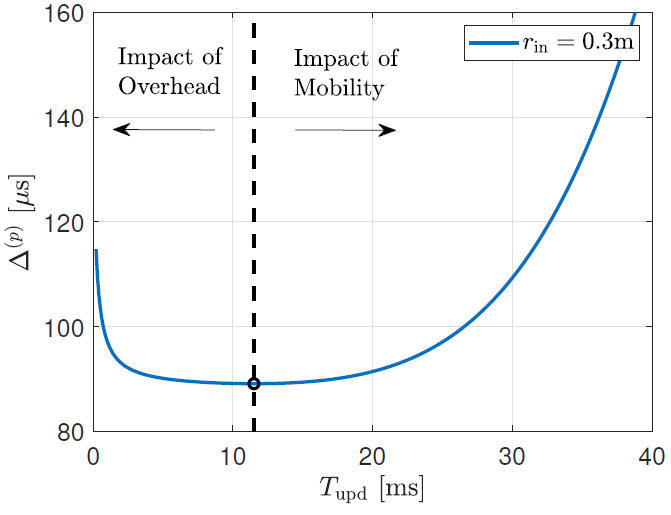 160
140
120
100
80
0
10
20
30
40
Δ⁽ᵖ⁾ [μs]
T_upd [ms]
Impact of
Overhead
Impact of
Mobility
r_in = 0.3m